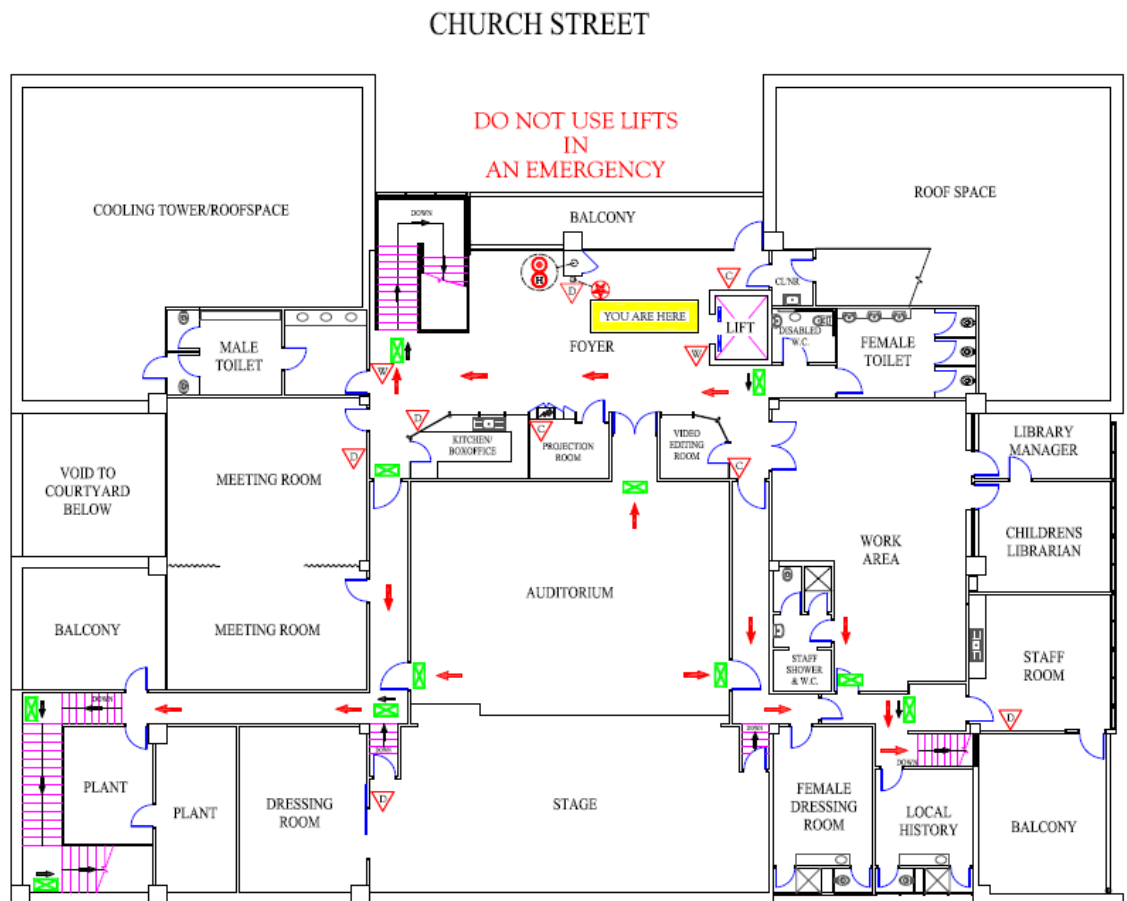 CHURCH STREET
DO NOT USE LIFTS
IN
AN EMERGENCY
COOLING TOWER/ROOFSPACE
ROOF SPACE
DOWN
BALCONY
C
CL'NR
H
D
YOU ARE HERE
LIFT
DISABLED
W.C.
FEMALE
TOILET
MALE
TOILET
FOYER
W
W
D
KITCHEN/
BOXOFFICE
C
PROJECTION
ROOM
VIDEO
EDITING
ROOM
C
D
LIBRARY
MANAGER
VOID TO
COURTYARD
BELOW
MEETING ROOM
WORK
AREA
CHILDRENS
LIBRARIAN
AUDITORIUM
BALCONY
MEETING ROOM
STAFF
SHOWER
& W.C.
STAFF
ROOM
DOWN
D
DOWN
DOWN
DOWN
PLANT
PLANT
DRESSING
ROOM
D
STAGE
FEMALE
DRESSING
ROOM
LOCAL
HISTORY
BALCONY